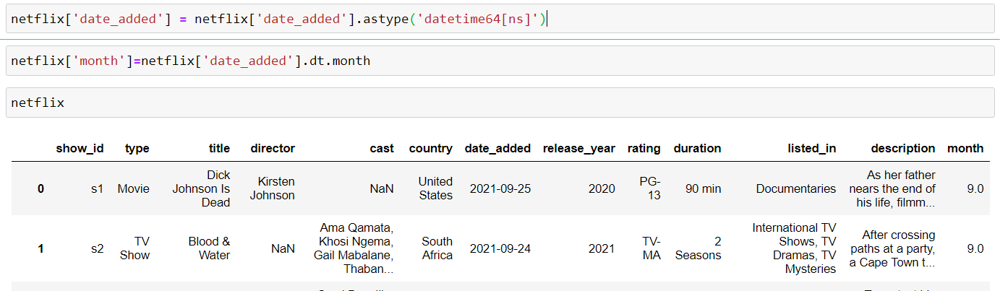 netflix['date_added'] = netflix['date_added'].astype('datetime64[ns]')
netflix['month']=netflix['date_added'].dt.month
netflix
show_id type title director cast country date_added release_year rating duration listed_in description month
0 s1 Movie Dick Johnson Is Dead Kirsten Johnson NaN United States 2021-09-25 2020 PG-13 90 min Documentaries As her father nears the end of his life, filmm... 9.0
1 s2 TV Show Blood & Water NaN Ama Qamata, Khosi Ngema, Gail Mabalane, Thaban... South Africa 2021-09-24 2021 TV-MA 2 Seasons International TV Shows, TV Dramas, TV Mysteries After crossing paths at a party, a Cape Town t... 9.0